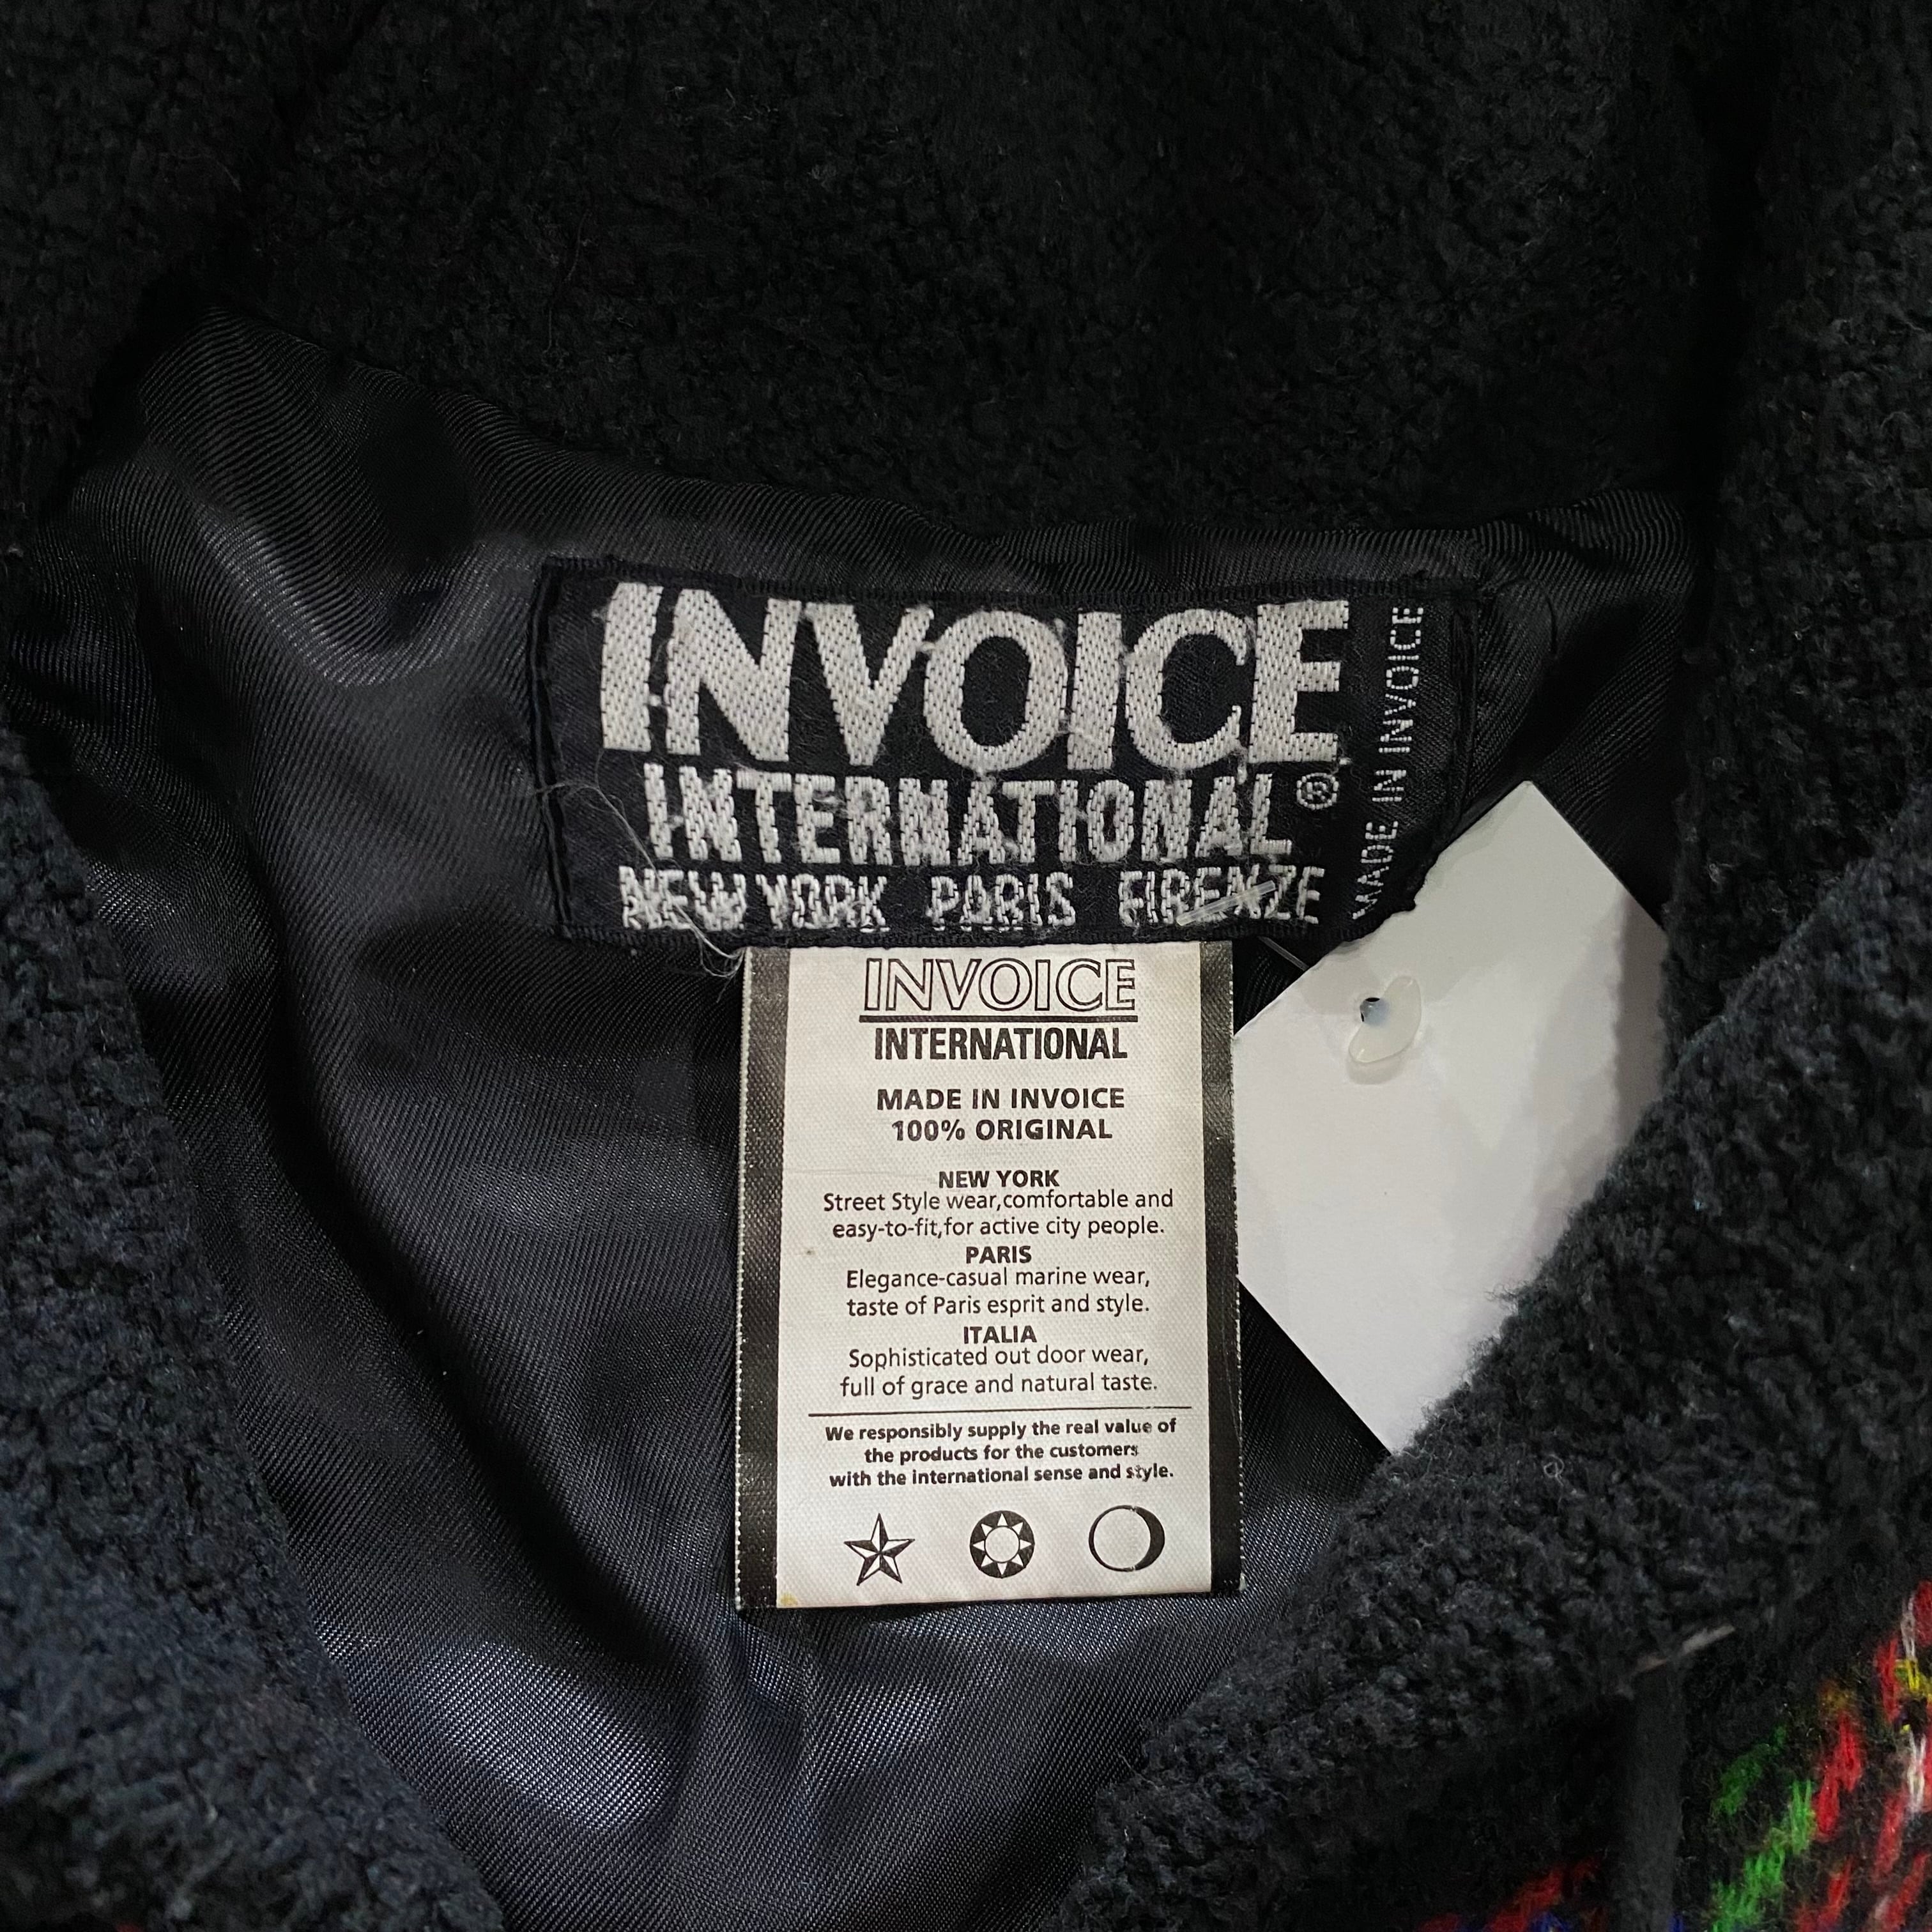 INVOICE
INTERNATIONAL®
NEW YORK PARIS FIRENZE
MADE IN INVOICE
INVOICE
INTERNATIONAL
MADE IN INVOICE
100% ORIGINAL
NEW YORK
Street Style wear,comfortable and
easy-to-fit,for active city people.
PARIS
Elegance-casual marine wear,
taste of Paris esprit and style.
ITALIA
Sophisticated out door wear,
full of grace and natural taste.
We responsibly supply the real value of
the products for the customers
with the international sense and style.